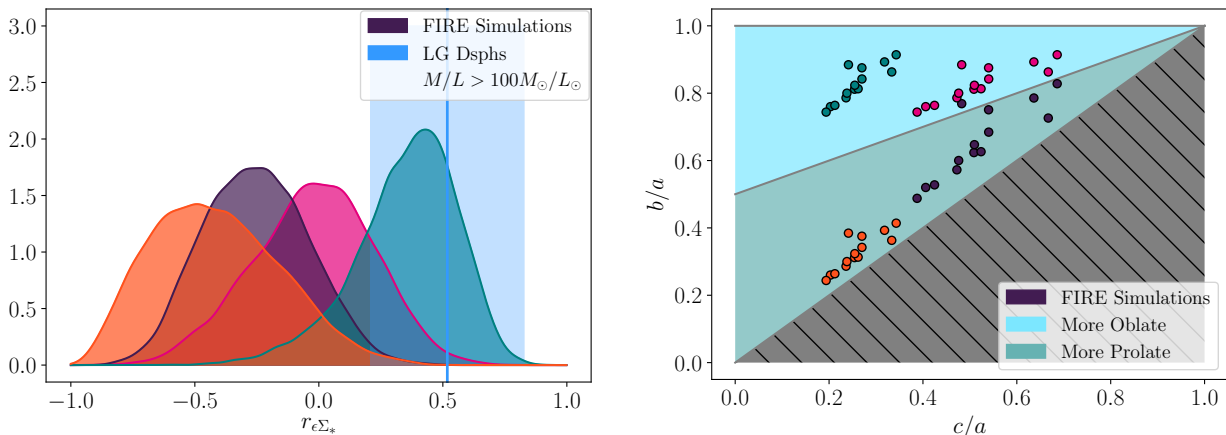 3.0
2.5
2.0
1.5
1.0
0.5
0.0
FIRE Simulations
LG Dsphs
M/L > 100M⊙/L⊙
−1.0 −0.5 0.0 0.5 1.0
r_{ϵΣ_*}
1.0
0.8
0.6
0.4
0.2
0.0
b/a
FIRE Simulations
More Oblate
More Prolate
0.0 0.2 0.4 0.6 0.8 1.0
c/a